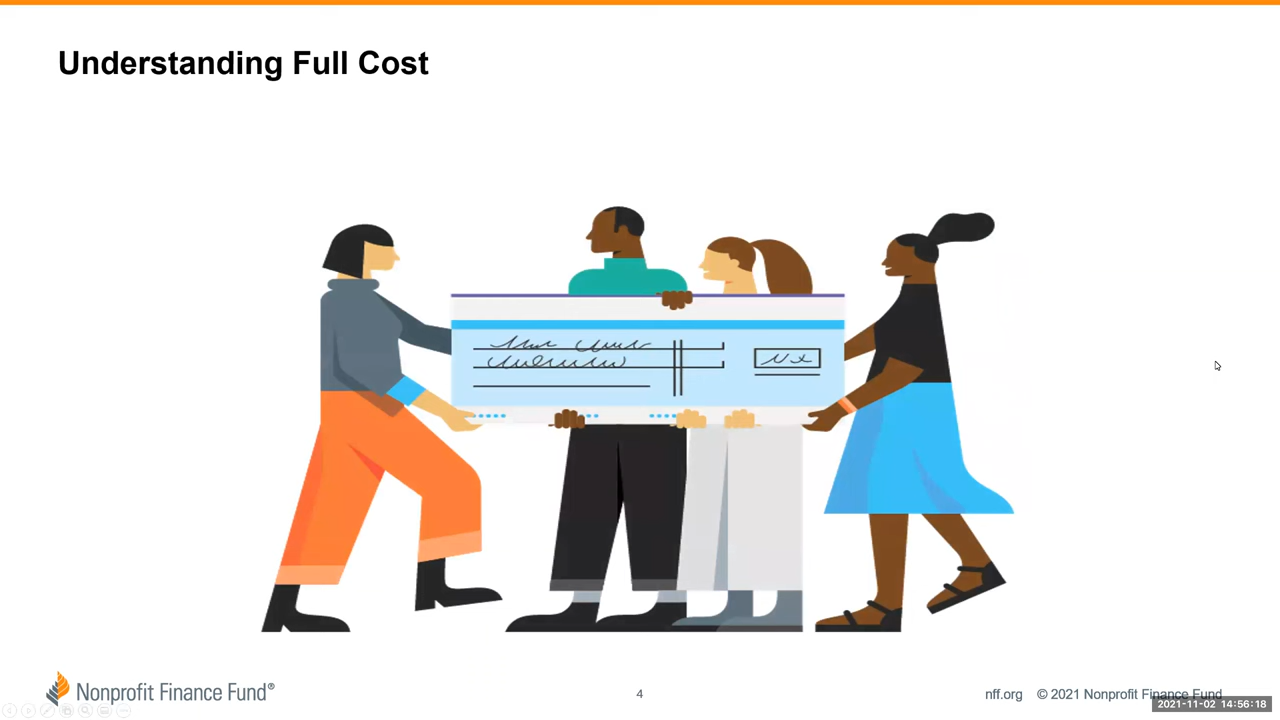 Understanding Full Cost
Nonprofit Finance Fund®
4
nff.org © 2021 Nonprofit Finance Fund
2021-11-02 14:56:18